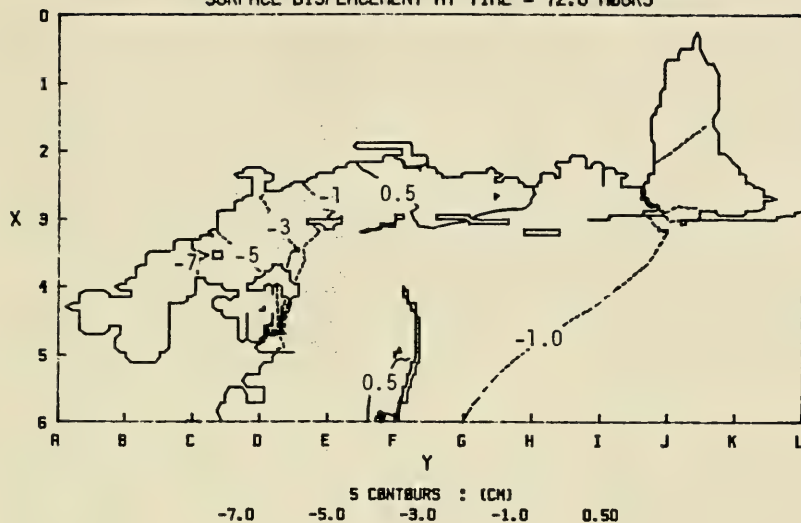 SURFACE DISPLACEMENT AT TIME = 72.0 HOURS
0
1
2
0.5
-1
X
3
-3
-7
-5
4
-1.0
5
0.5
6
A B C D E F G H I J K L
Y
5 CONTOURS : (CM)
-7.0 -5.0 -3.0 -1.0 0.50